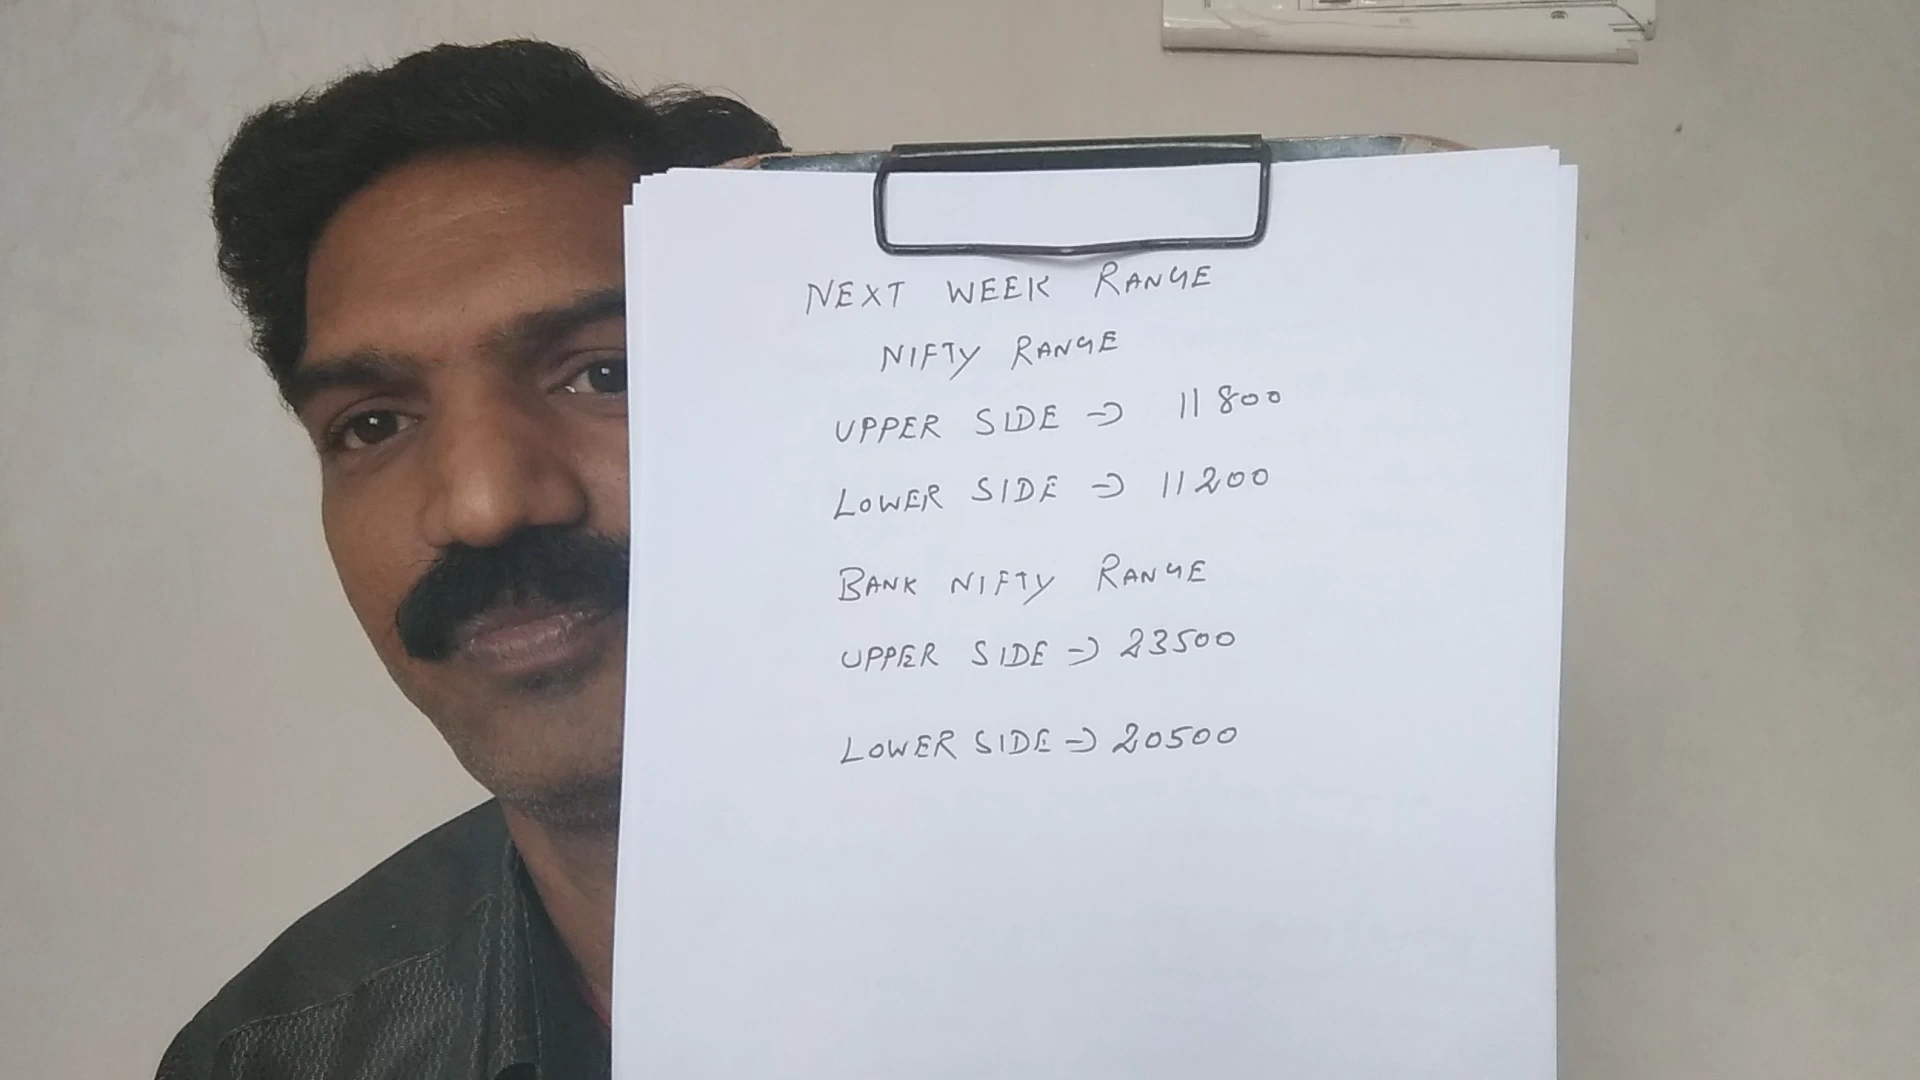 NEXT WEEK RANGE
NIFTY RANGE
UPPER SIDE → 11800
LOWER SIDE → 11200
BANK NIFTY RANGE
UPPER SIDE → 23500
LOWER SIDE → 20500